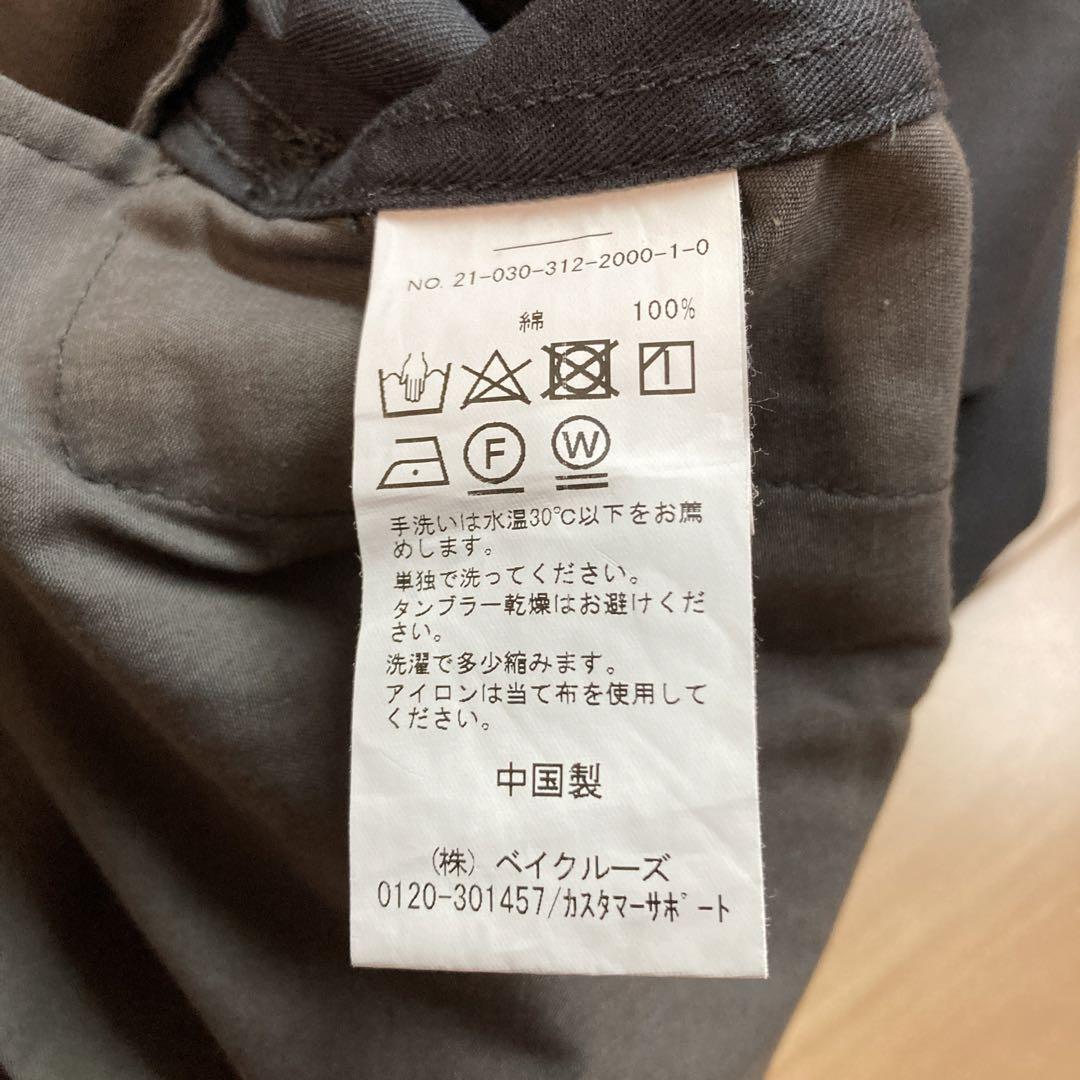 NO. 21-030-312-2000-1-0
綿 100%
F W
手洗いは水温30℃以下をお薦
めします。
単独で洗ってください。
タンブラー乾燥はお避けくだ
さい。
洗濯で多少縮みます。
アイロンは当て布を使用して
ください。
中国製
(株) ベイクルーズ
0120-301457/カスタマーサポート